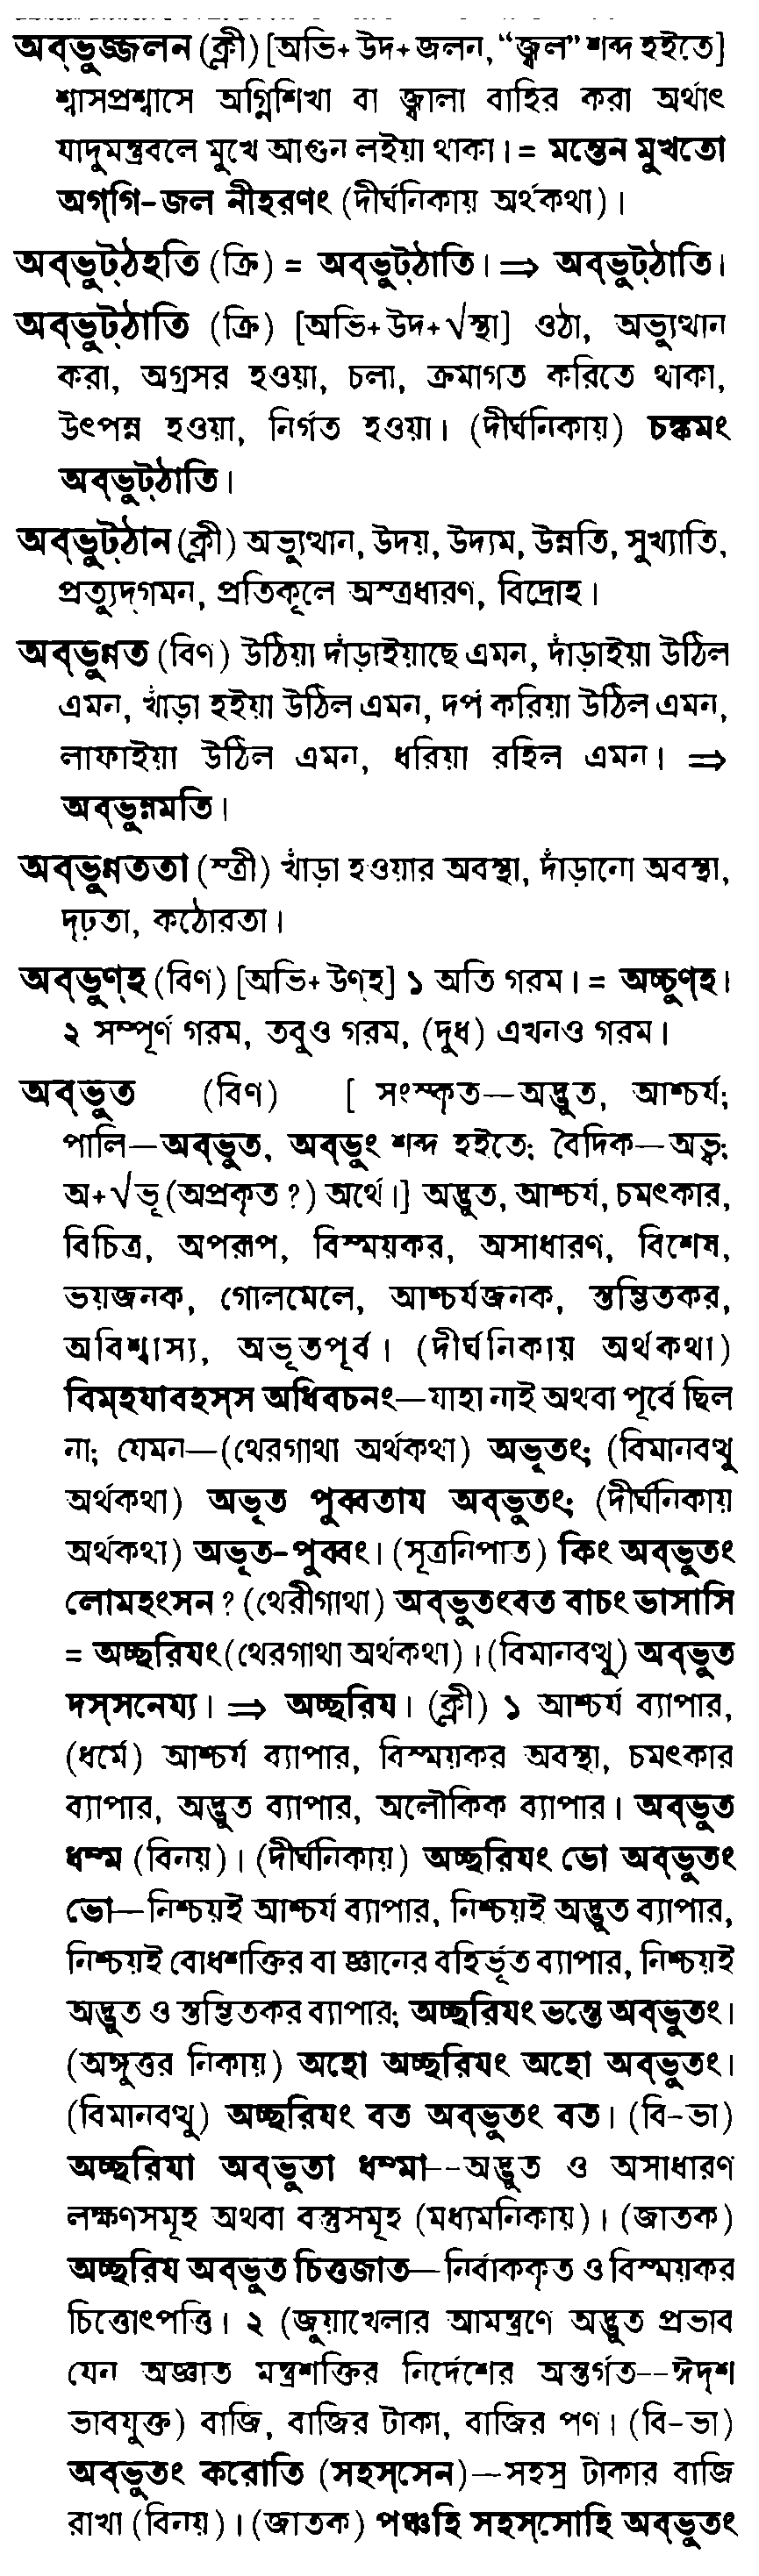 অব্ভুজ্জলন (ক্লী) [অভি+ উদ+ জলন, “জ্বল” শব্দ হইতে]
শ্বাসপ্রশ্বাসে অগ্নিশিখা বা জ্বালা বাহির করা অর্থাৎ
যাদুমন্ত্রবলে মুখে আগুন লইয়া থাকা। = মন্তেন মুখতো
অগ্গি-জল নীহরণং (দীর্ঘনিকায় অর্থকথা)।
অব্ভুট্ঠহতি (ক্রি) = অব্ভুট্ঠাতি। ⇒ অব্ভুট্ঠাতি।
অব্ভুট্ঠাতি (ক্রি) [অভি+ উদ+ √স্থা] ওঠা, অভ্যুত্থান
করা, অগ্রসর হওয়া, চলা, ক্রমাগত করিতে থাকা,
উৎপন্ন হওয়া, নির্গত হওয়া। (দীর্ঘনিকায়) চঙ্কমং
অব্ভুট্ঠাতি।
অব্ভুট্ঠান (ক্লী) অভ্যুত্থান, উদয়, উদ্যম, উন্নতি, সুখ্যাতি,
প্রত্যুদ্গমন, প্রতিকূলে অস্ত্রধারণ, বিদ্রোহ।
অব্ভুন্নত (বিণ) উঠিয়া দাঁড়াইয়াছে এমন, দাঁড়াইয়া উঠিল
এমন, খাঁড়া হইয়া উঠিল এমন, দর্প করিয়া উঠিল এমন,
লাফাইয়া উঠিল এমন, ধরিয়া রহিল এমন। ⇒
অব্ভুন্নমতি।
অব্ভুন্নততা (স্ত্রী) খাঁড়া হওয়ার অবস্থা, দাঁড়ানো অবস্থা,
দৃঢ়তা, কঠোরতা।
অব্ভুণ্হ (বিণ) [অভি+ উণ্হ] ১ অতি গরম। = অচ্চুণ্হ।
২ সম্পূর্ণ গরম, তবুও গরম, (দুধ) এখনও গরম।
অব্ভুত (বিণ) [ সংস্কৃত—অদ্ভুত, আশ্চর্য;
পালি—অব্ভুত, অব্ভুং শব্দ হইতে; বৈদিক—অভ্ব;
অ+ √ভূ (অপ্রকৃত ?) অর্থে।] অদ্ভুত, আশ্চর্য, চমৎকার,
বিচিত্র, অপরূপ, বিস্ময়কর, অসাধারণ, বিশেষ,
ভয়জনক, গোলমেলে, আশ্চর্যজনক, স্তম্ভিতকর,
অবিশ্বাস্য, অভূতপূর্ব। (দীর্ঘনিকায় অর্থকথা)
বিম্হযাবহস্স অধিবচনং—যাহা নাই অথবা পূর্বে ছিল
না; যেমন—(থেরগাথা অর্থকথা) অভূতং; (বিমানবত্থু
অর্থকথা) অভূত পুব্বতায অব্ভুতং; (দীর্ঘনিকায়
অর্থকথা) অভূত-পুব্বং। (সূত্রনিপাত) কিং অব্ভুতং
লোমহংসন ? (থেরীগাথা) অব্ভুতংবত বাচং ভাসাসি
= অচ্ছরিযং (থেরগাথা অর্থকথা)। (বিমানবত্থু) অব্ভুত
দস্সনেয্য। ⇒ অচ্ছরিয। (ক্লী) ১ আশ্চর্য ব্যাপার,
(ধর্মে) আশ্চর্য ব্যাপার, বিস্ময়কর অবস্থা, চমৎকার
ব্যাপার, অদ্ভুত ব্যাপার, অলৌকিক ব্যাপার। অব্ভুত
ধম্ম (বিনয়)। (দীর্ঘনিকায়) অচ্ছরিযং ভো অব্ভুতং
ভো—নিশ্চয়ই আশ্চর্য ব্যাপার, নিশ্চয়ই অদ্ভুত ব্যাপার,
নিশ্চয়ই বোধশক্তির বা জ্ঞানের বহির্ভূত ব্যাপার, নিশ্চয়ই
অদ্ভুত ও স্তম্ভিতকর ব্যাপার; অচ্ছরিযং ভন্তে অব্ভুতং।
(অঙ্গুত্তর নিকায়) অহো অচ্ছরিযং অহো অব্ভুতং।
(বিমানবত্থু) অচ্ছরিযং বত অব্ভুতং বত। (বি-ভা)
অচ্ছরিযা অব্ভুতা ধম্মা--অদ্ভুত ও অসাধারণ
লক্ষণসমূহ অথবা বস্তুসমূহ (মধ্যমনিকায়)। (জাতক)
অচ্ছরিয অব্ভুত চিত্তজাত—নির্বাককৃত ও বিস্ময়কর
চিত্তোৎপত্তি। ২ (জুয়াখেলার আমন্ত্রণে অদ্ভুত প্রভাব
যেন অজ্ঞাত মন্ত্রশক্তির নির্দেশের অন্তর্গত--ঈদৃশ
ভাবযুক্ত) বাজি, বাজির টাকা, বাজির পণ। (বি-ভা)
অব্ভুতং করোতি (সহস্সেন)—সহস্র টাকার বাজি
রাখা (বিনয়)। (জাতক) পঞ্চহি সহস্সোহি অব্ভুতং